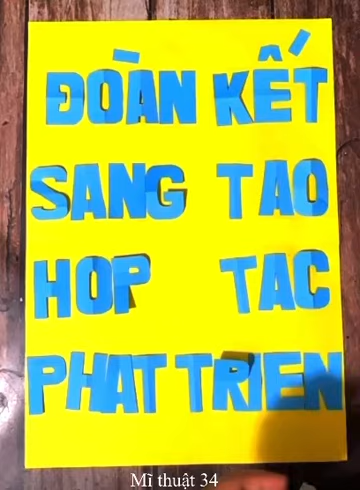 ĐOÀN KẾT
SANG TAO
HOP TAC
PHAT TRIEN
Mĩ thuật 34